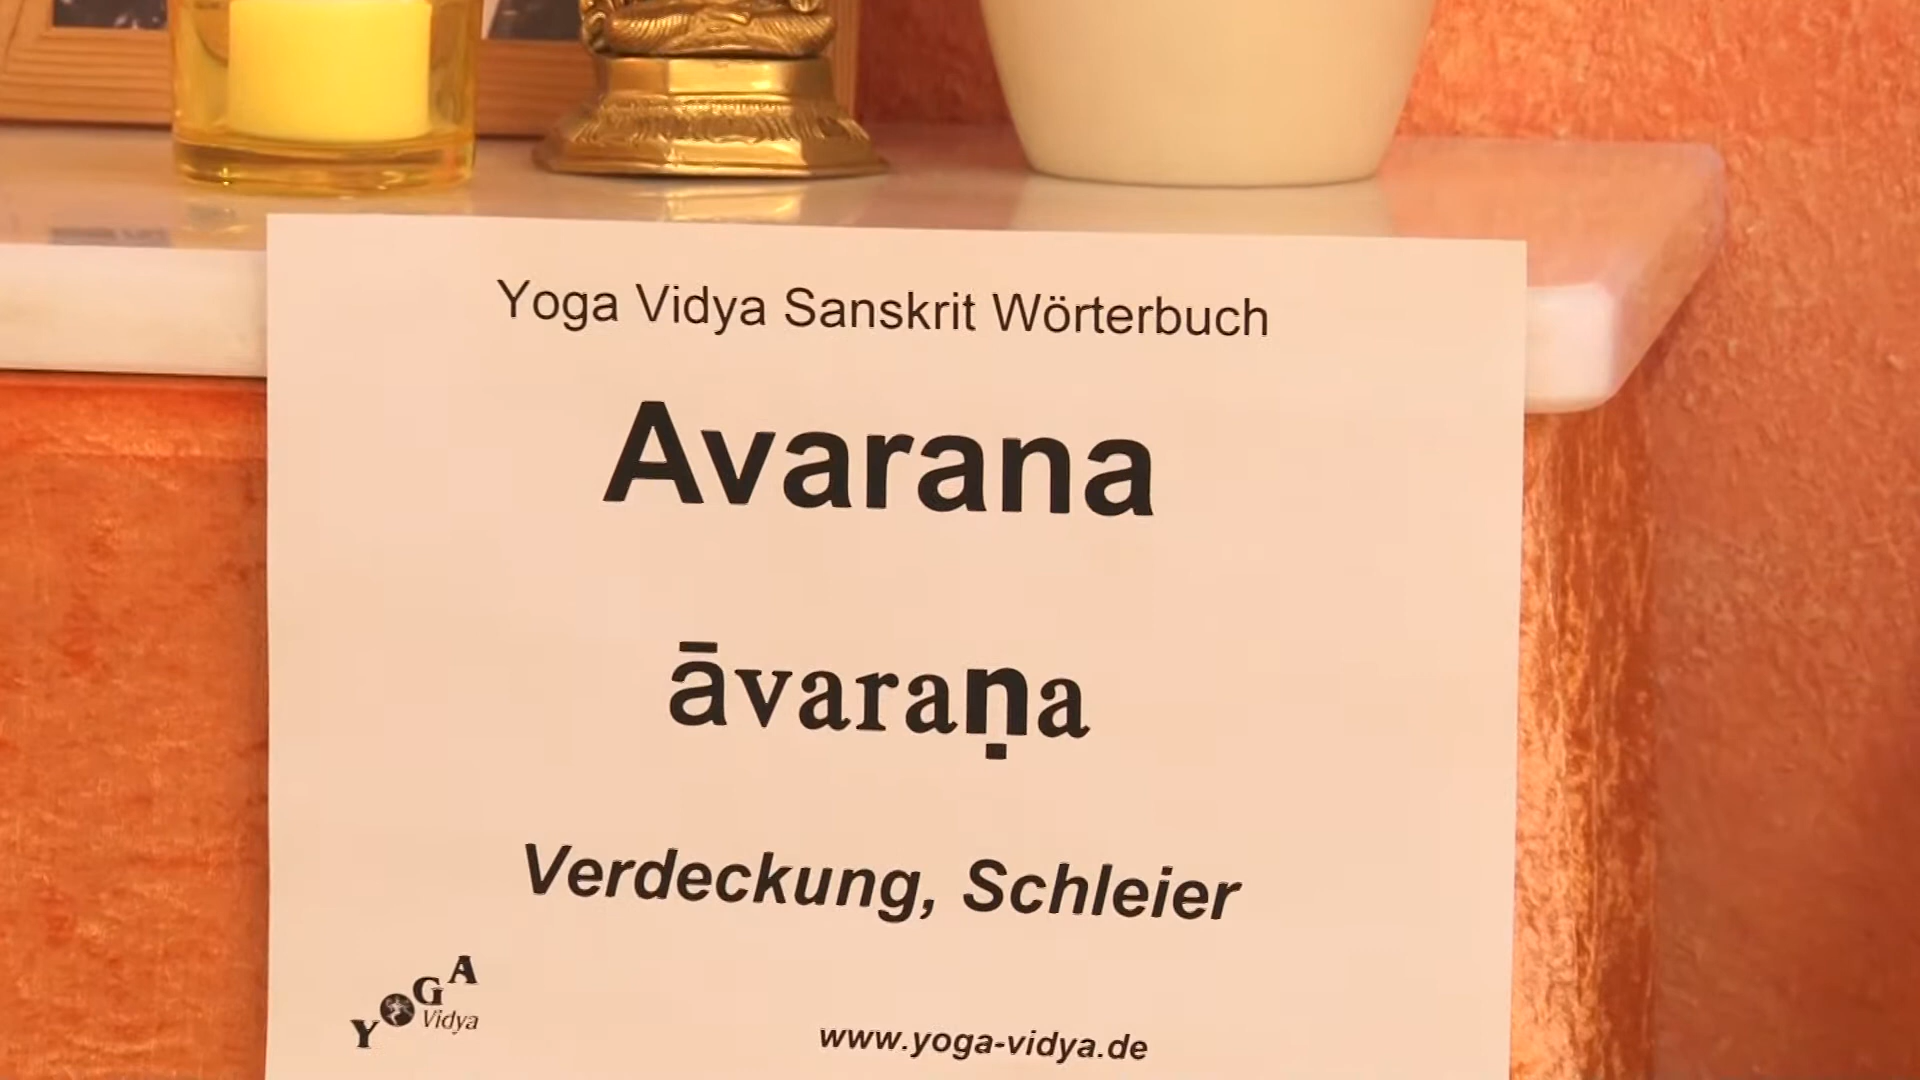 Yoga Vidya Sanskrit Wörterbuch
Avarana
āvaraṇa
Verdeckung, Schleier
YOGA
Vidya
www.yoga-vidya.de